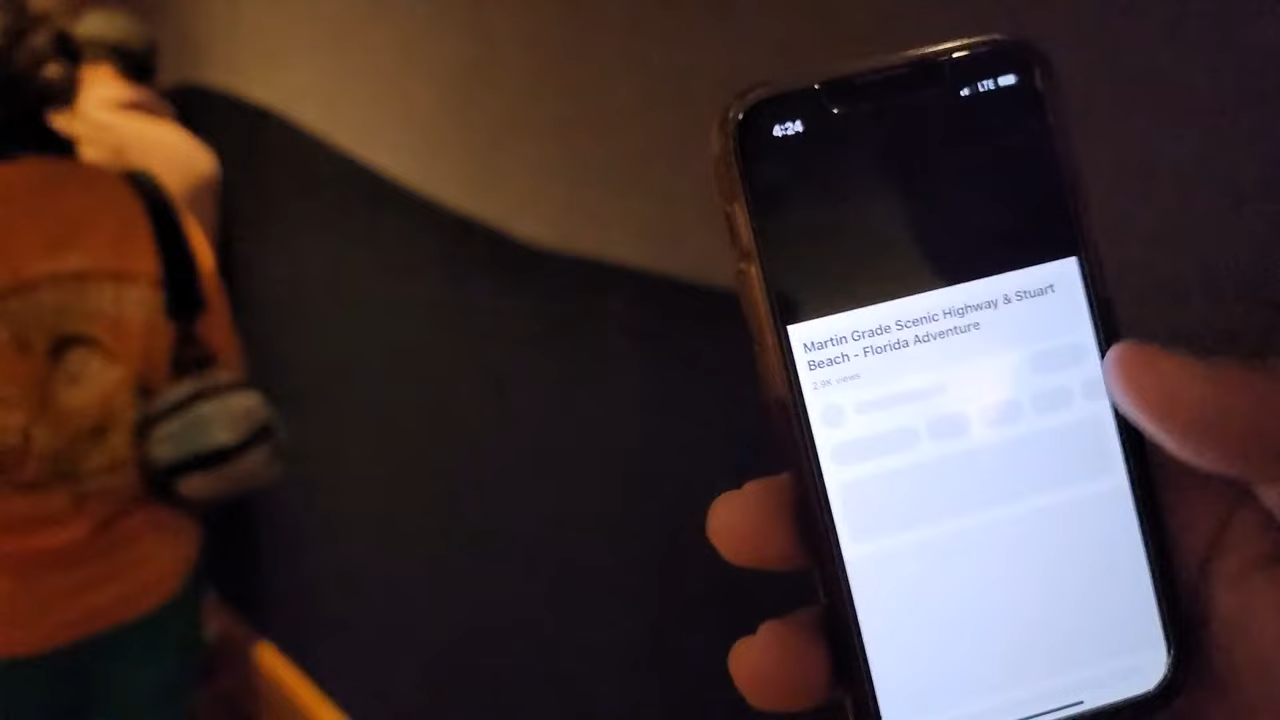 4:24
LTE
Martin Grade Scenic Highway & Stuart
Beach - Florida Adventure
2.9K views